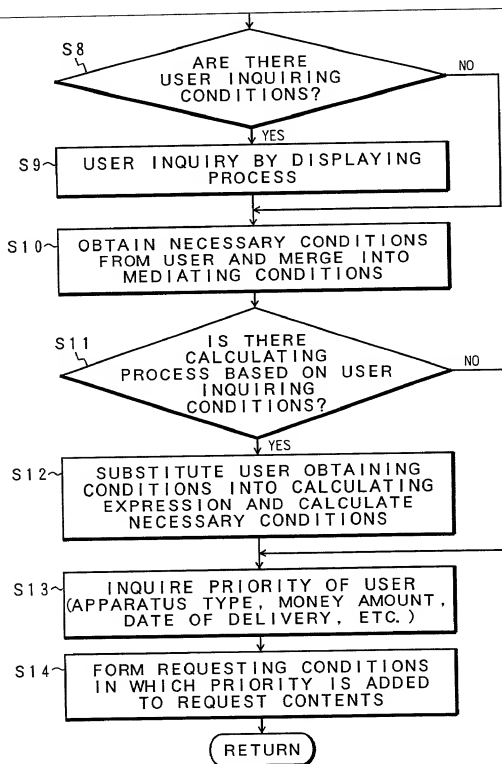 S8
ARE THERE
USER INQUIRING
CONDITIONS?
NO
YES
S9
USER INQUIRY BY DISPLAYING
PROCESS
S10
OBTAIN NECESSARY CONDITIONS
FROM USER AND MERGE INTO
MEDIATING CONDITIONS
S11
IS THERE
CALCULATING
PROCESS BASED ON USER
INQUIRING
CONDITIONS?
NO
YES
S12
SUBSTITUTE USER OBTAINING
CONDITIONS INTO CALCULATING
EXPRESSION AND CALCULATE
NECESSARY CONDITIONS
S13
INQUIRE PRIORITY OF USER
(APPARATUS TYPE, MONEY AMOUNT,
DATE OF DELIVERY, ETC.)
S14
FORM REQUESTING CONDITIONS
IN WHICH PRIORITY IS ADDED
TO REQUEST CONTENTS
RETURN